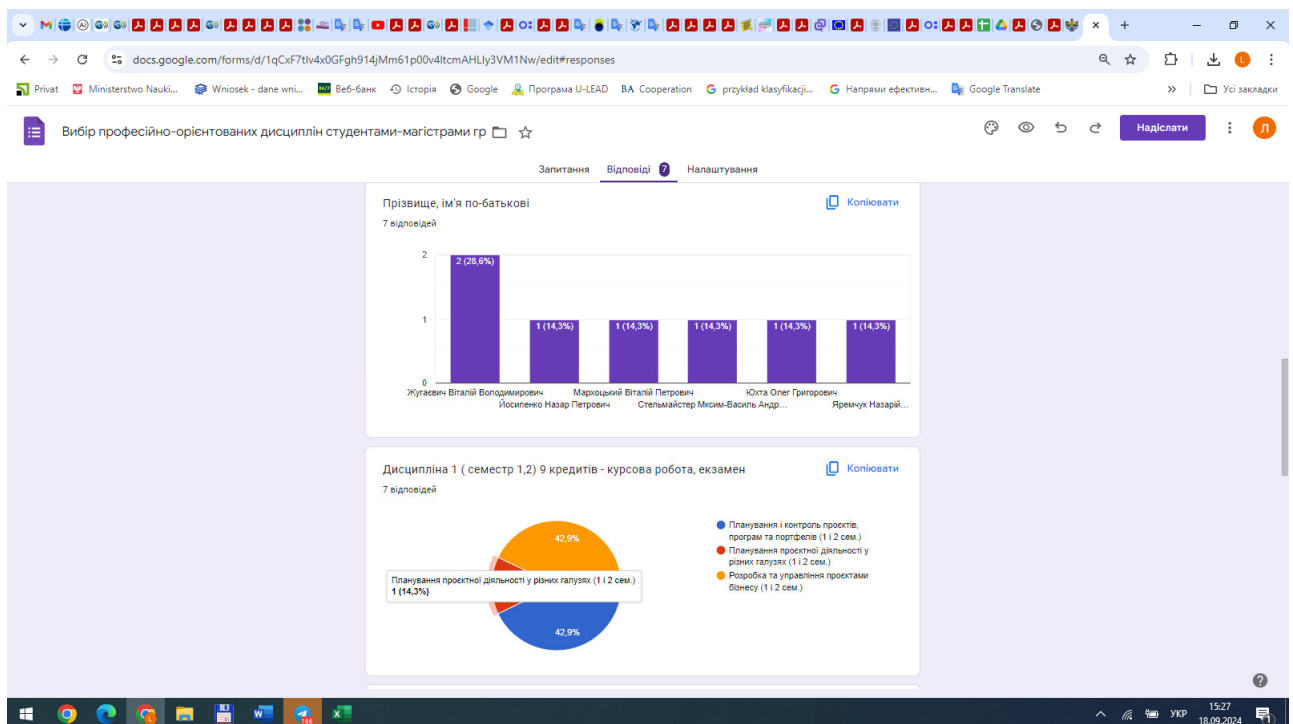 docs.google.com/forms/d/1qCxF7tlv4x0GFgh914jMm61p00v4ltcmAHLly3VM1Nw/edit#responses
Privat Ministerstwo Nauki... Wniosek - dane wni... Веб-банк Історія Google Програма U-LEAD BA Cooperation przykład klasyfikacji... Напрями ефективн... Google Translate » Усі закладки
Вибір професійно-орієнтованих дисциплін студентами-магістрами гр
Надіслати
Л
Запитання Відповіді 7 Налаштування
Прізвище, ім'я по-батькові
Копіювати
7 відповідей
2
2 (28,6%)
1
1 (14,3%) 1 (14,3%) 1 (14,3%) 1 (14,3%) 1 (14,3%)
0
Жугаєвич Віталій Володимирович Мархоцький Віталій Петрович Юхта Олег Григорович
Йосипенко Назар Петрович Стельмайстер Мксим-Василь Андр... Яремчук Назарій...
Дисципліна 1 ( семестр 1,2) 9 кредитів - курсова робота, екзамен
Копіювати
7 відповідей
42,9%
Планування проєктної діяльності у різних галузях (1 і 2 сем.)
1 (14,3%)
42,9%
Планування і контроль проєктів,
програм та портфелів (1 і 2 сем.)
Планування проєктної діяльності у
різних галузях (1 і 2 сем.)
Розробка та управління проєктами
бізнесу (1 і 2 сем.)
166
УКР
15:27
18.09.2024